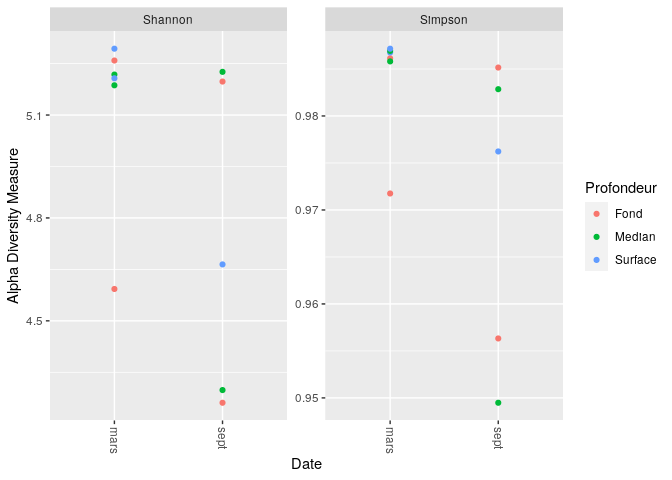 Shannon
Simpson
Alpha Diversity Measure
5.1
4.8
4.5
0.98
0.97
0.96
0.95
mars
sept
mars
sept
Date
Profondeur
Fond
Median
Surface